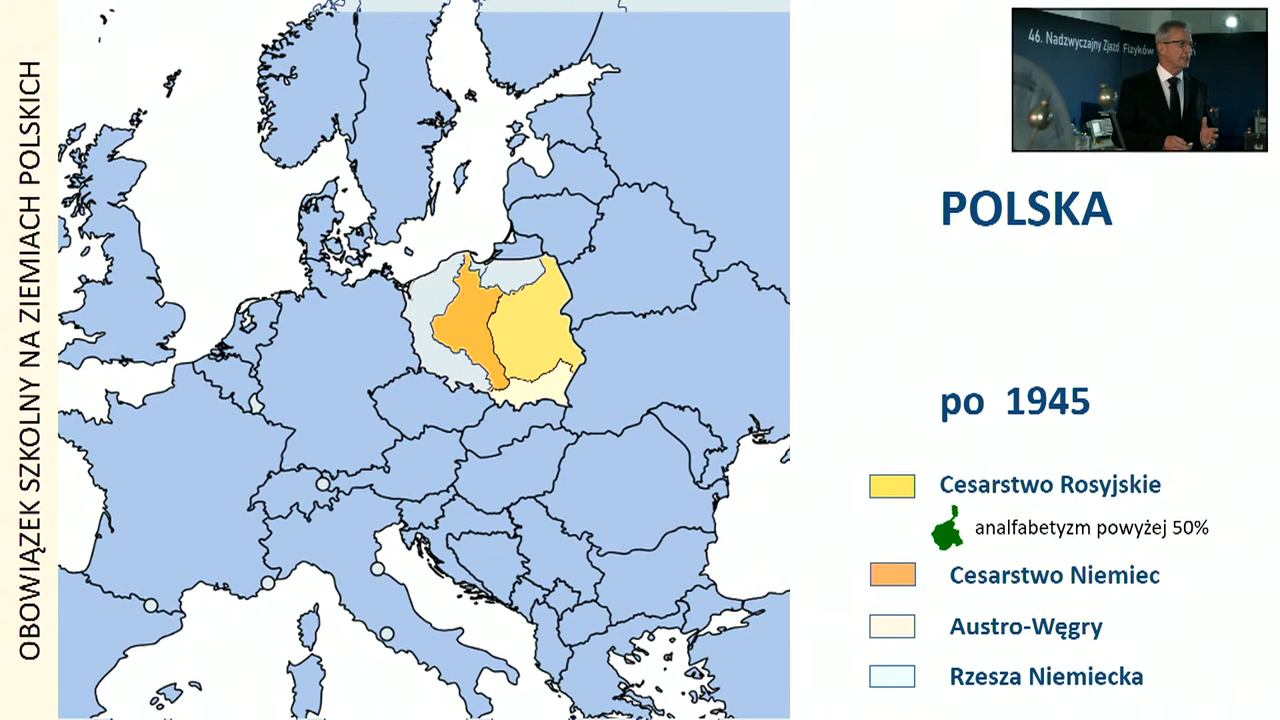 OBOWIĄZEK SZKOLNY NA ZIEMIACH POLSKICH
46. Nadzwyczajny Zjazd Fizyków
POLSKA
po 1945
Cesarstwo Rosyjskie
analfabetyzm powyżej 50%
Cesarstwo Niemiec
Austro-Węgry
Rzesza Niemiecka